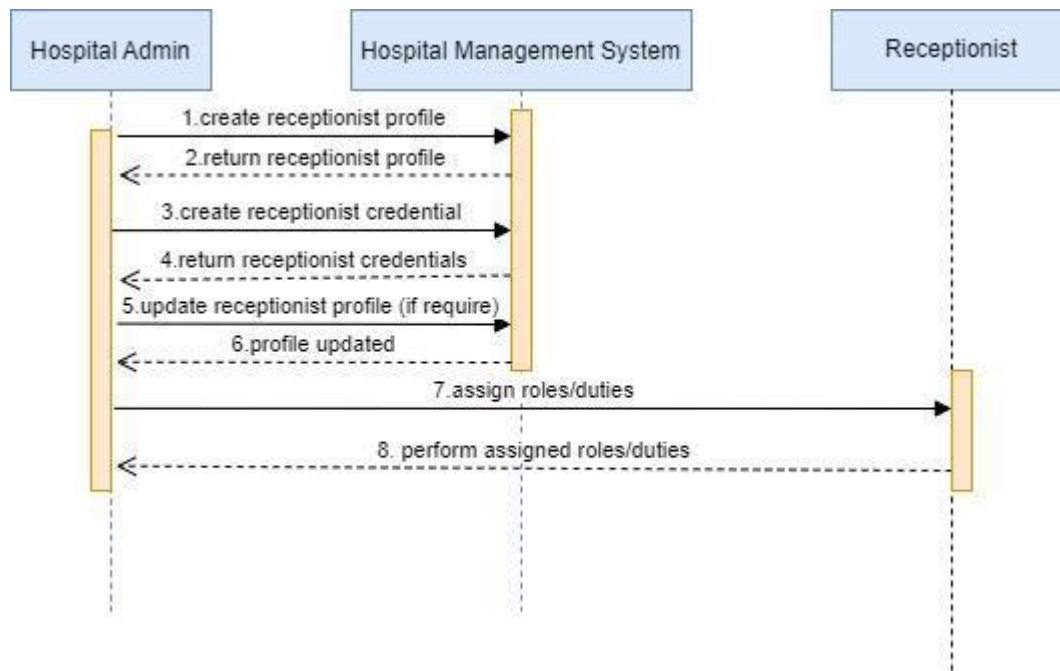 Hospital Admin
Hospital Management System
Receptionist
1.create receptionist profile
2.return receptionist profile
3.create receptionist credential
4.return receptionist credentials
5.update receptionist profile (if require)
6.profile updated
7.assign roles/duties
8. perform assigned roles/duties